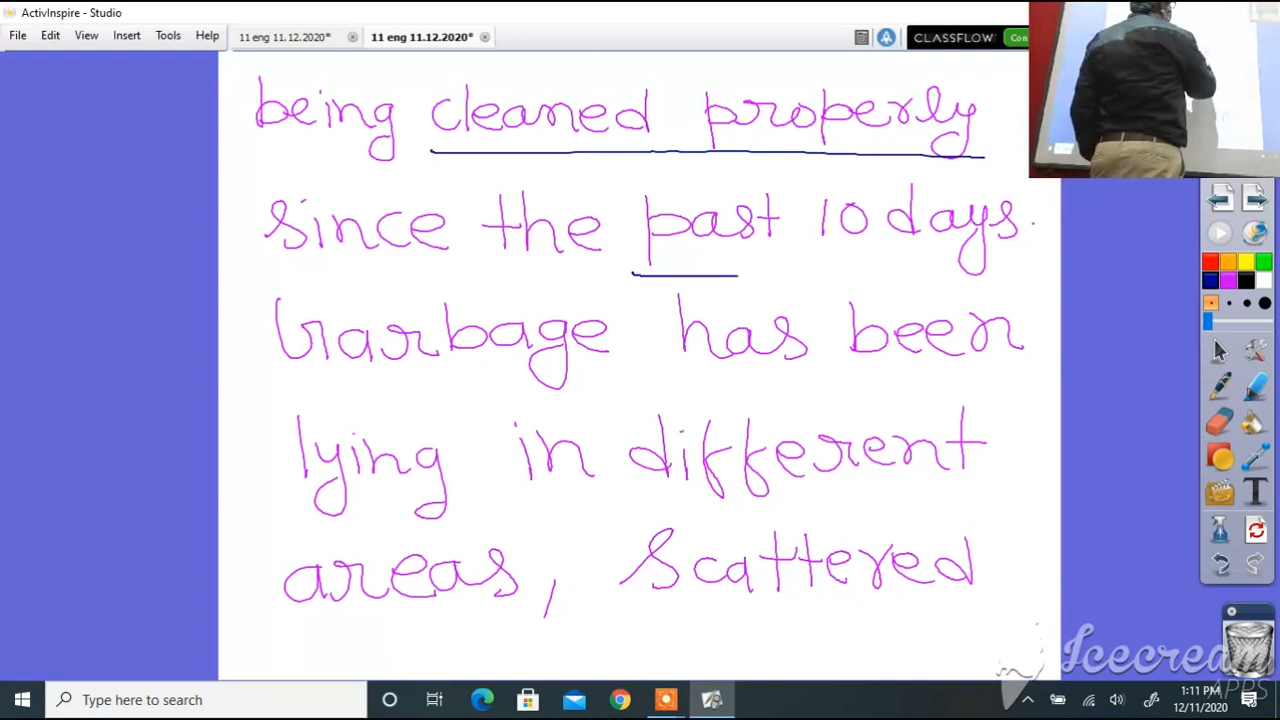 ActivInspire - Studio
File Edit View Insert Tools Help
11 eng 11.12.2020* 11 eng 11.12.2020* CLASSFLOW Con
being cleaned properly
since the past 10 days.
Garbage has been
lying in different
areas, scattered
Icecream
APPS
Type here to search
1:11 PM
12/11/2020